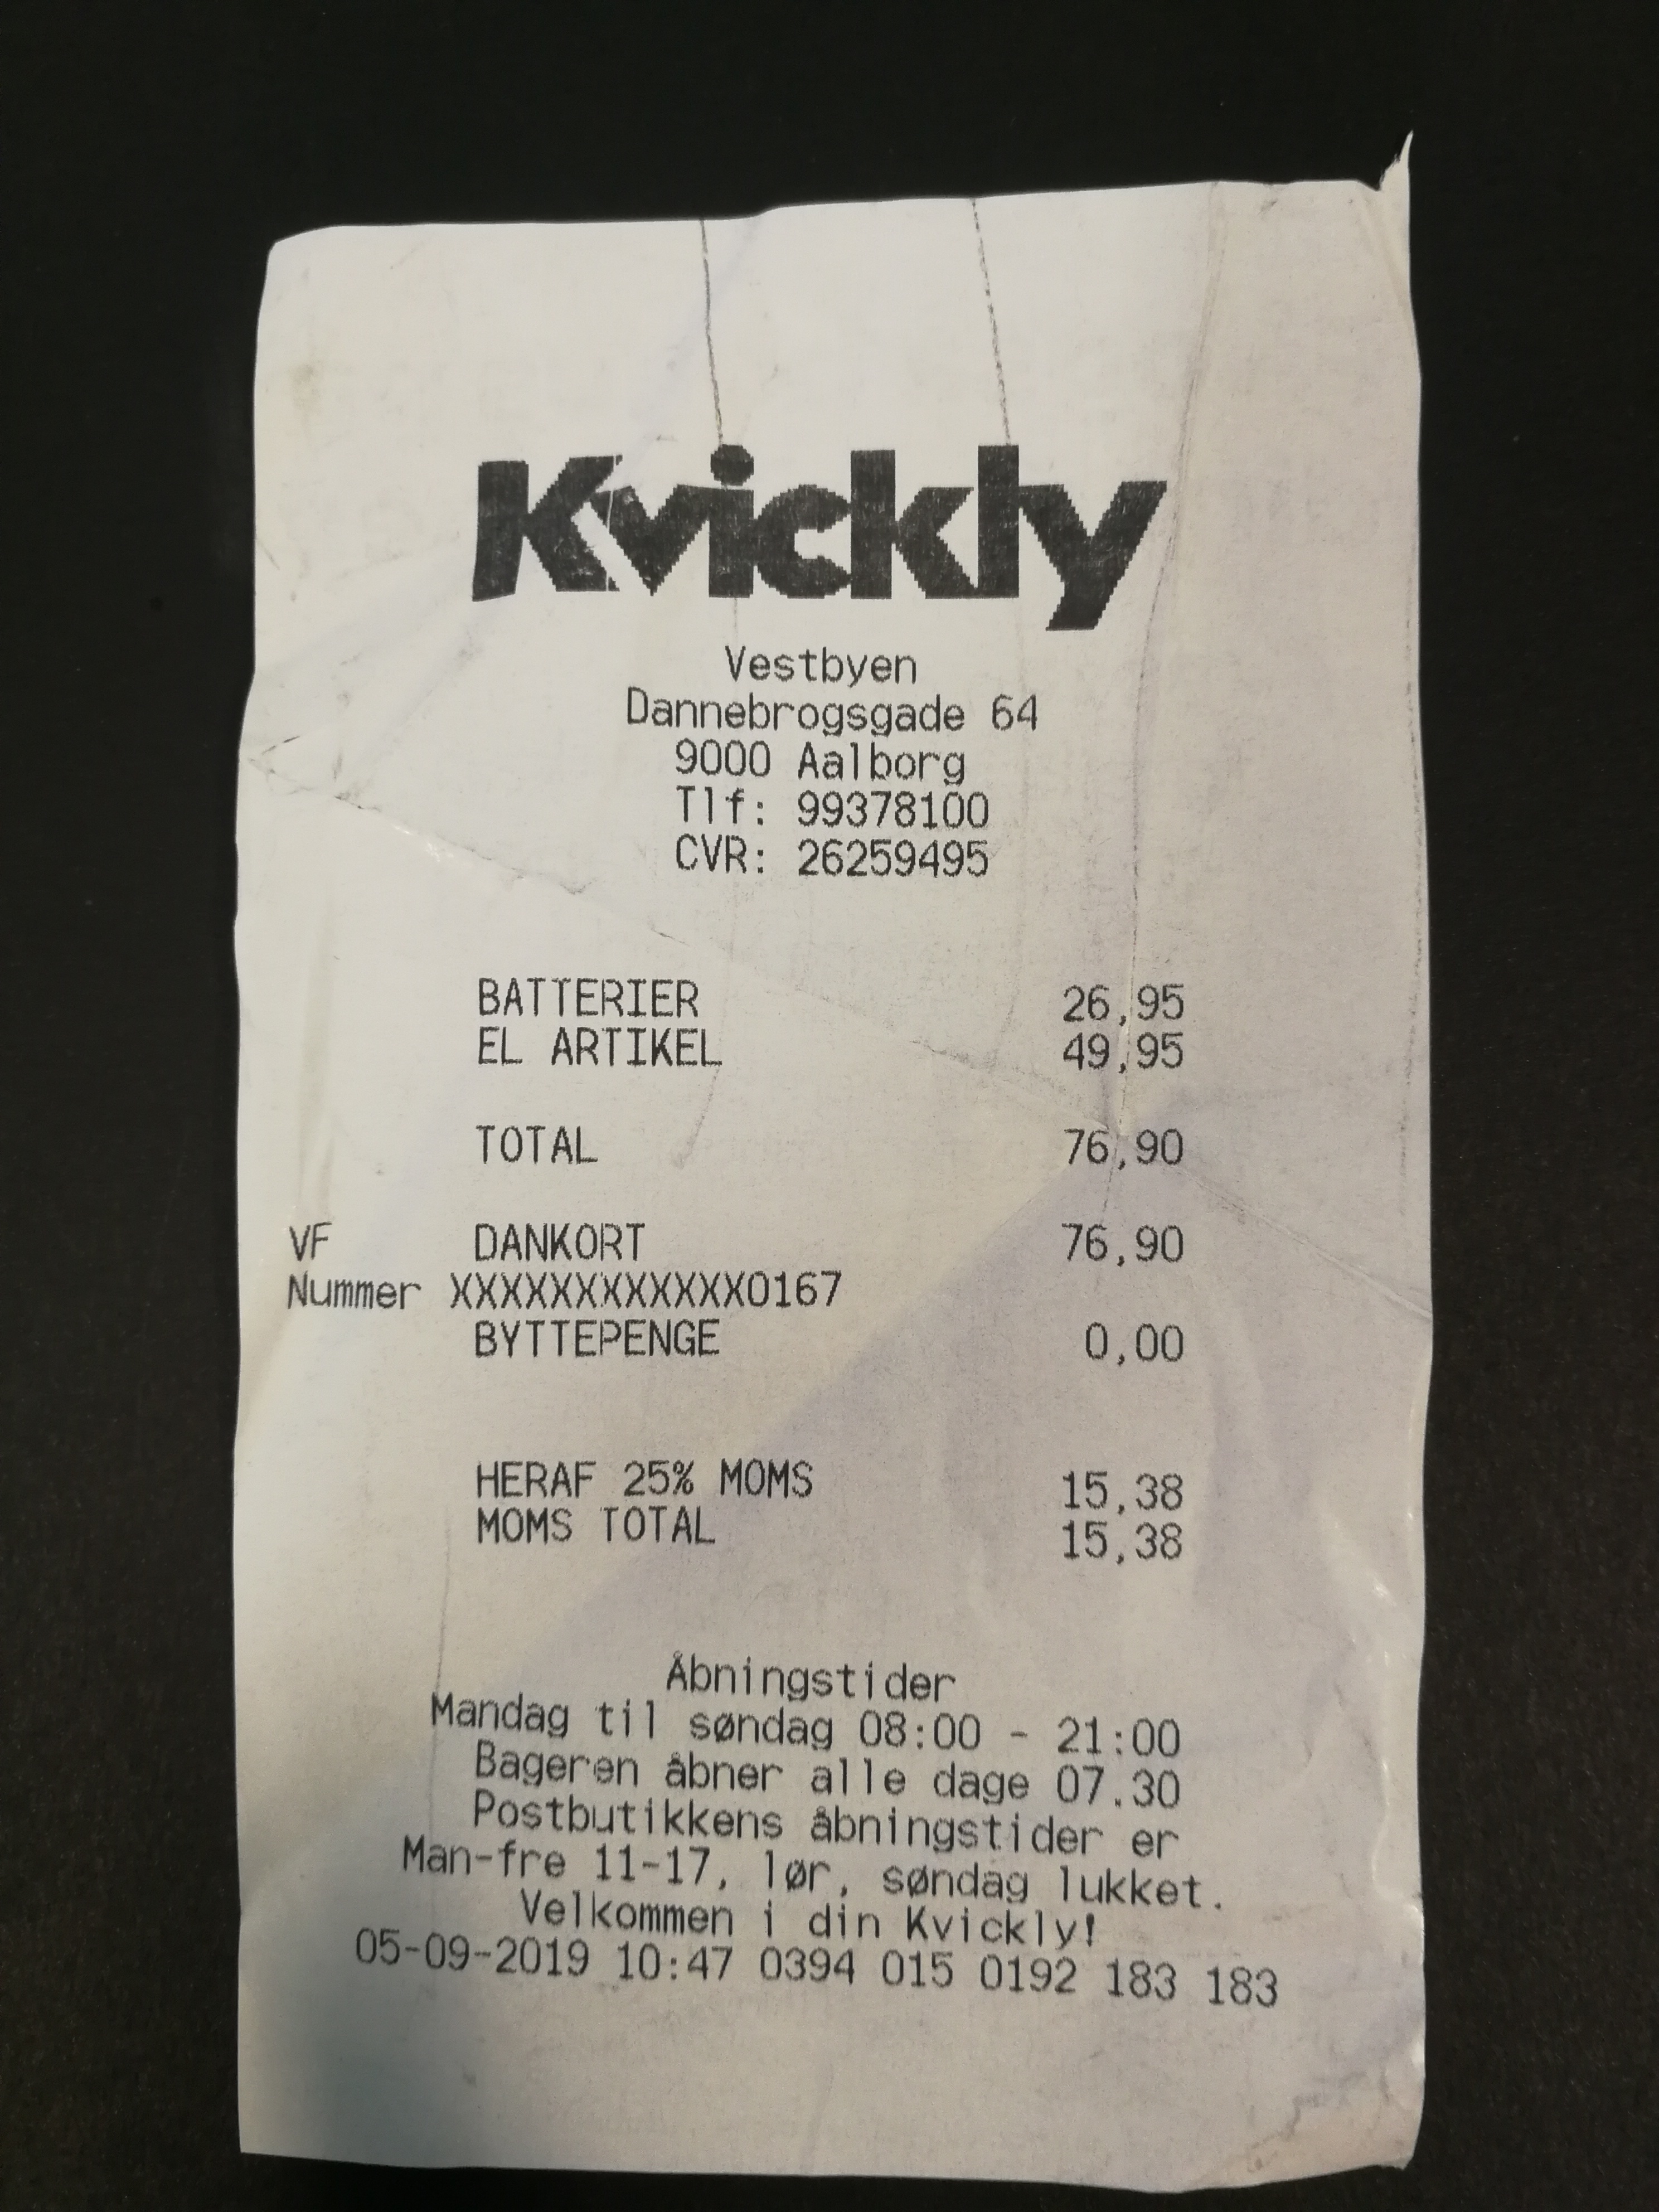 Kvickly
Vestbyen
Dannebrogsgade 64
9000 Aalborg
Tlf: 99378100
CVR: 26259495
BATTERIER 26,95
EL ARTIKEL 49,95
TOTAL 76,90
VF DANKORT 76,90
Nummer XXXXXXXXXXXX0167
BYTTEPENGE 0,00
HERAF 25% MOMS 15,38
MOMS TOTAL 15,38
Åbningstider
Mandag til søndag 08:00 - 21:00
Bageren åbner alle dage 07.30
Postbutikkens åbningstider er
Man-fre 11-17, lør, søndag lukket.
Velkommen i din Kvickly!
05-09-2019 10:47 0394 015 0192 183 183